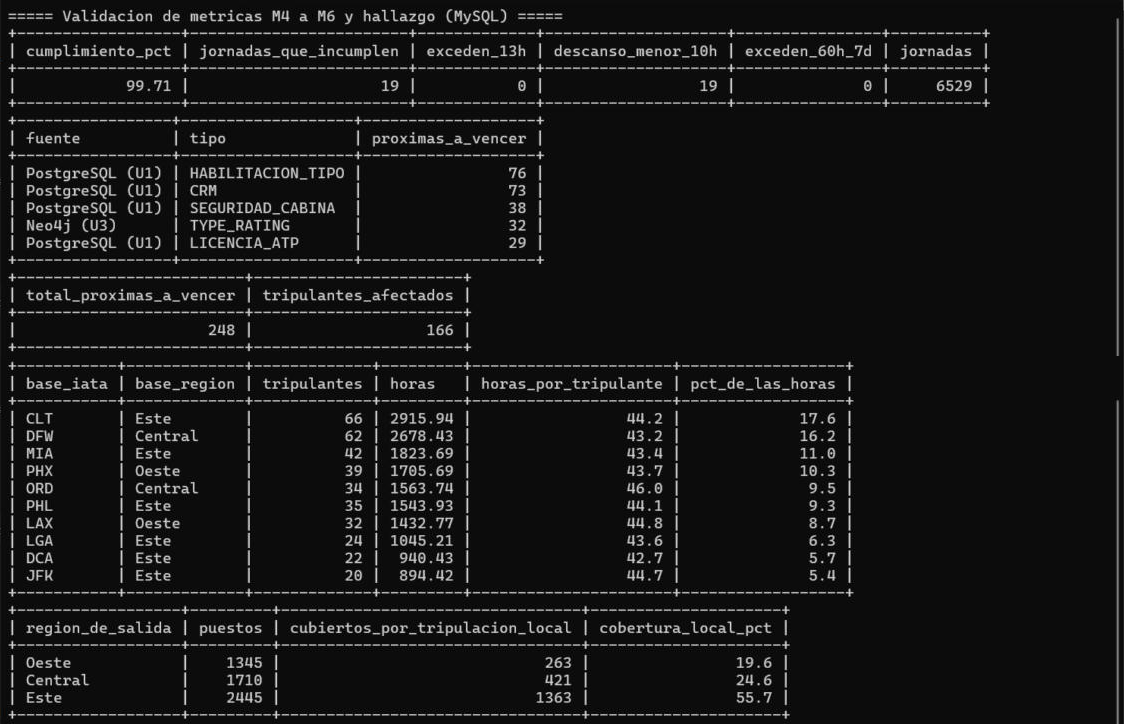 ===== Validacion de metricas M4 a M6 y hallazgo (MySQL) =====
+------------------+----------------------+-------------+-------------------+----------------+----------+
| cumplimiento_pct | jornadas_que_incumplen | exceden_13h | descanso_menor_10h | exceden_60h_7d | jornadas |
| 99.71 | 19 | 0 | 19 | 0 | 6529 |
| fuente | tipo | proximas_a_vencer |
| PostgreSQL (U1) | HABILITACION_TIPO | 76 |
| PostgreSQL (U1) | CRM | 73 |
| PostgreSQL (U1) | SEGURIDAD_CABINA | 38 |
| Neo4j (U3) | TYPE_RATING | 32 |
| PostgreSQL (U1) | LICENCIA_ATP | 29 |
| total_proximas_a_vencer | tripulantes_afectados |
| 248 | 166 |
| base_iata | base_region | tripulantes | horas | horas_por_tripulante | pct_de_las_horas |
| CLT | Este | 66 | 2915.94 | 44.2 | 17.6 |
| DFW | Central | 62 | 2678.43 | 43.2 | 16.2 |
| MIA | Este | 42 | 1823.69 | 43.4 | 11.0 |
| PHX | Oeste | 39 | 1705.69 | 43.7 | 10.3 |
| ORD | Central | 34 | 1563.74 | 46.0 | 9.5 |
| PHL | Este | 35 | 1543.93 | 44.1 | 9.3 |
| LAX | Oeste | 32 | 1432.77 | 44.8 | 8.7 |
| LGA | Este | 24 | 1045.21 | 43.6 | 6.3 |
| DCA | Este | 22 | 940.43 | 42.7 | 5.7 |
| JFK | Este | 20 | 894.42 | 44.7 | 5.4 |
| region_de_salida | puestos | cubiertos_por_tripulacion_local | cobertura_local_pct |
| Oeste | 1345 | 263 | 19.6 |
| Central | 1710 | 421 | 24.6 |
| Este | 2445 | 1363 | 55.7 |